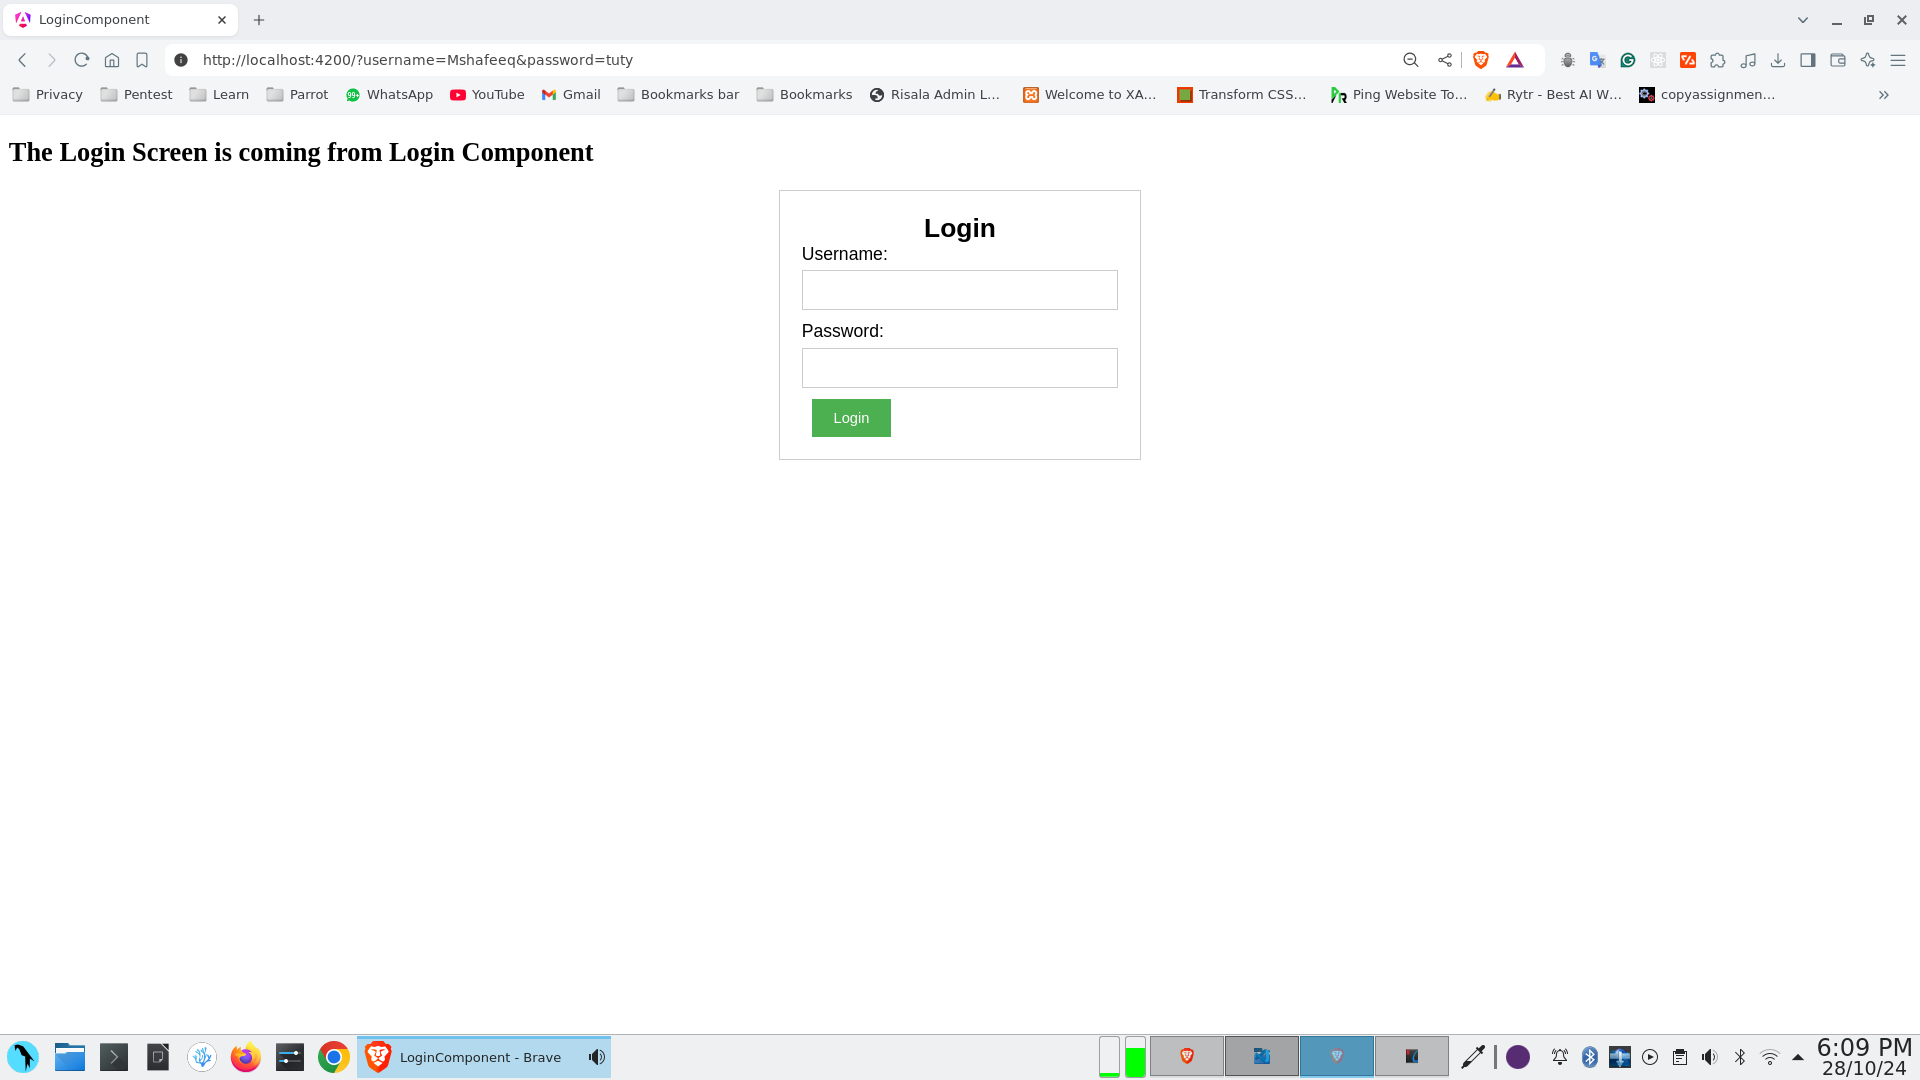 LoginComponent
http://localhost:4200/?username=Mshafeeq&password=tuty
Privacy Pentest Learn Parrot WhatsApp YouTube Gmail Bookmarks bar Bookmarks Risala Admin L... Welcome to XA... Transform CSS... Ping Website To... Rytr - Best AI W... copyassignmen...
The Login Screen is coming from Login Component
Login
Username:
Password:
Login
LoginComponent - Brave
6:09 PM
28/10/24